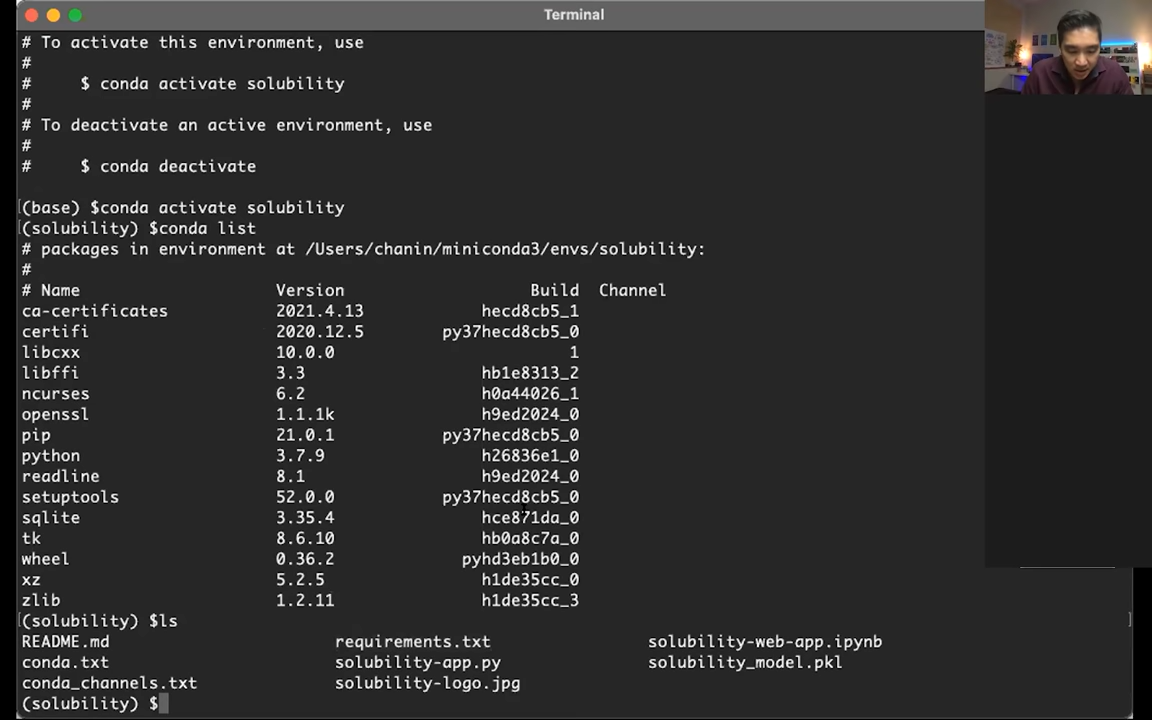 Terminal
# To activate this environment, use
#
#     $ conda activate solubility
#
# To deactivate an active environment, use
#
#     $ conda deactivate
[(base) $conda activate solubility
[(solubility) $conda list
# packages in environment at /Users/chanin/miniconda3/envs/solubility:
#
# Name                    Version                   Build  Channel
ca-certificates           2021.4.13            hecd8cb5_1
certifi                   2020.12.5        py37hecd8cb5_0
libcxx                    10.0.0                        1
libffi                    3.3                  hb1e8313_2
ncurses                   6.2                  h0a44026_1
openssl                   1.1.1k               h9ed2024_0
pip                       21.0.1           py37hecd8cb5_0
python                    3.7.9                h26836e1_0
readline                  8.1                  h9ed2024_0
setuptools                52.0.0           py37hecd8cb5_0
sqlite                    3.35.4               hce871da_0
tk                        8.6.10               hb0a8c7a_0
wheel                     0.36.2             pyhd3eb1b0_0
xz                        5.2.5                h1de35cc_0
zlib                      1.2.11               h1de35cc_3
[(solubility) $ls ]
README.md                       requirements.txt                solubility-web-app.ipynb
conda.txt                       solubility-app.py               solubility_model.pkl
conda_channels.txt              solubility-logo.jpg
(solubility) $